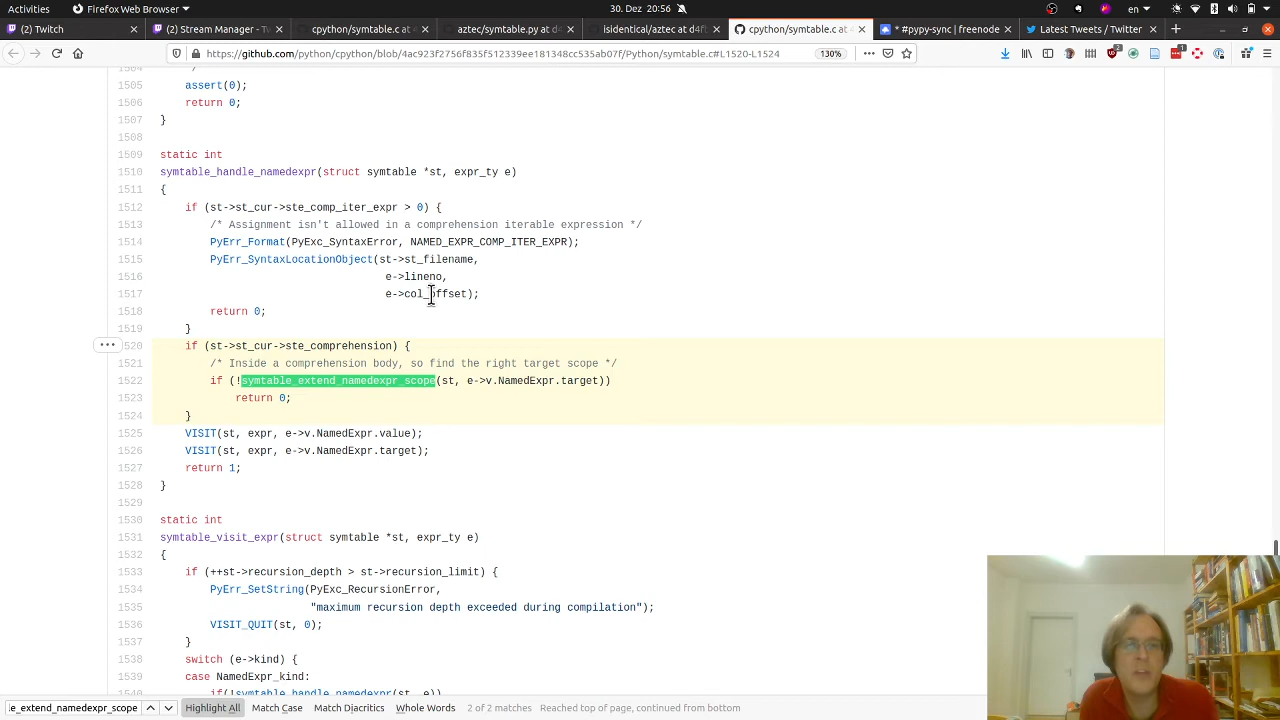 Activities
Firefox Web Browser
30. Dez 20:56
(2) Twitch
(2) Stream Manager - Tw
cpython/symtable.c at e
aztec/symtable.py at d4
isidentical/aztec at d4fb
cpython/symtable.c at 4
* #pypy-sync | freenode
Latest Tweets / Twitter
https://github.com/python/cpython/blob/4ac923f2756f835f512339ee181348cc535ab07f/Python/symtable.c#L1520-L1524
130%
1504 */
1505 assert(0);
1506 return 0;
1507 }
1508
1509 static int
1510 symtable_handle_namedexpr(struct symtable *st, expr_ty e)
1511 {
1512 if (st->st_cur->ste_comp_iter_expr > 0) {
1513 /* Assignment isn't allowed in a comprehension iterable expression */
1514 PyErr_Format(PyExc_SyntaxError, NAMED_EXPR_COMP_ITER_EXPR);
1515 PyErr_SyntaxLocationObject(st->st_filename,
1516 e->lineno,
1517 e->col_offset);
1518 return 0;
1519 }
1520 if (st->st_cur->ste_comprehension) {
1521 /* Inside a comprehension body, so find the right target scope */
1522 if (!symtable_extend_namedexpr_scope(st, e->v.NamedExpr.target))
1523 return 0;
1524 }
1525 VISIT(st, expr, e->v.NamedExpr.value);
1526 VISIT(st, expr, e->v.NamedExpr.target);
1527 return 1;
1528 }
1529
1530 static int
1531 symtable_visit_expr(struct symtable *st, expr_ty e)
1532 {
1533 if (++st->recursion_depth > st->recursion_limit) {
1534 PyErr_SetString(PyExc_RecursionError,
1535 "maximum recursion depth exceeded during compilation");
1536 VISIT_QUIT(st, 0);
1537 }
1538 switch (e->kind) {
1539 case NamedExpr_kind:
1540 if(!symtable_handle_namedexpr(st, e))
:e_extend_namedexpr_scope
Highlight All
Match Case
Match Diacritics
Whole Words
2 of 2 matches
Reached top of page, continued from bottom